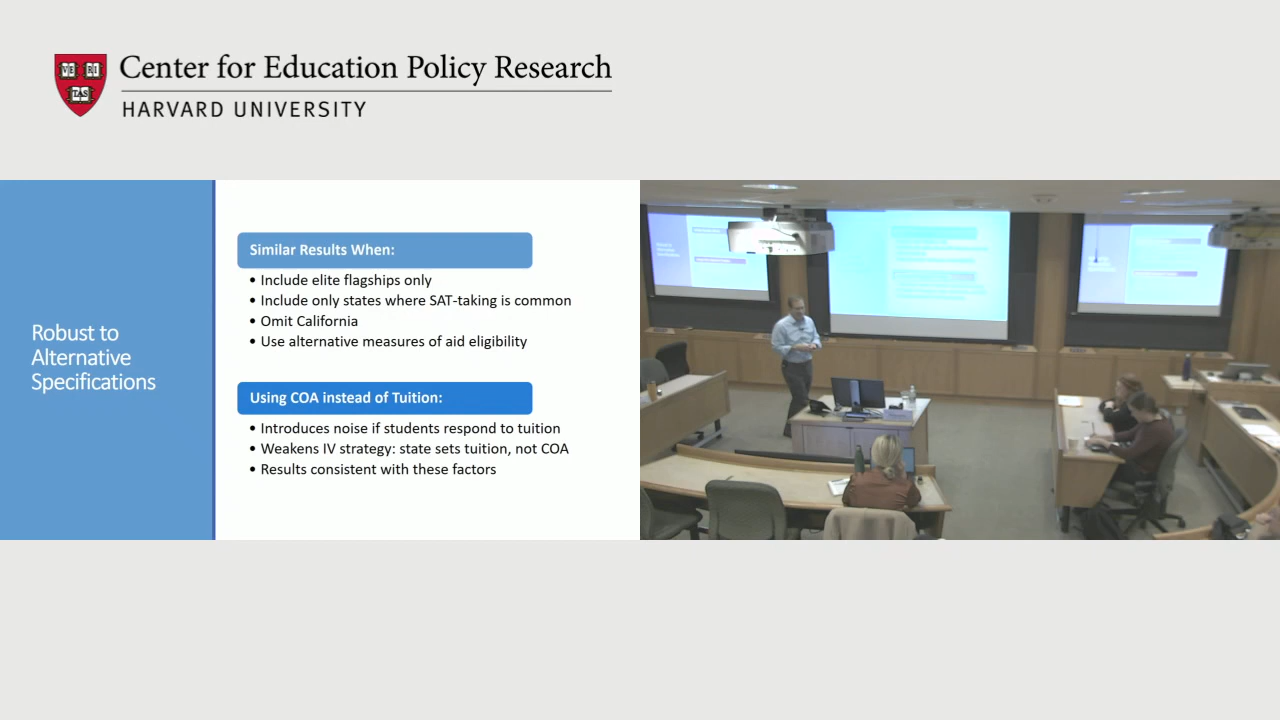 VE RI
TAS
Center for Education Policy Research
HARVARD UNIVERSITY
Robust to
Alternative
Specifications
Similar Results When:
• Include elite flagships only
• Include only states where SAT-taking is common
• Omit California
• Use alternative measures of aid eligibility
Using COA instead of Tuition:
• Introduces noise if students respond to tuition
• Weakens IV strategy: state sets tuition, not COA
• Results consistent with these factors